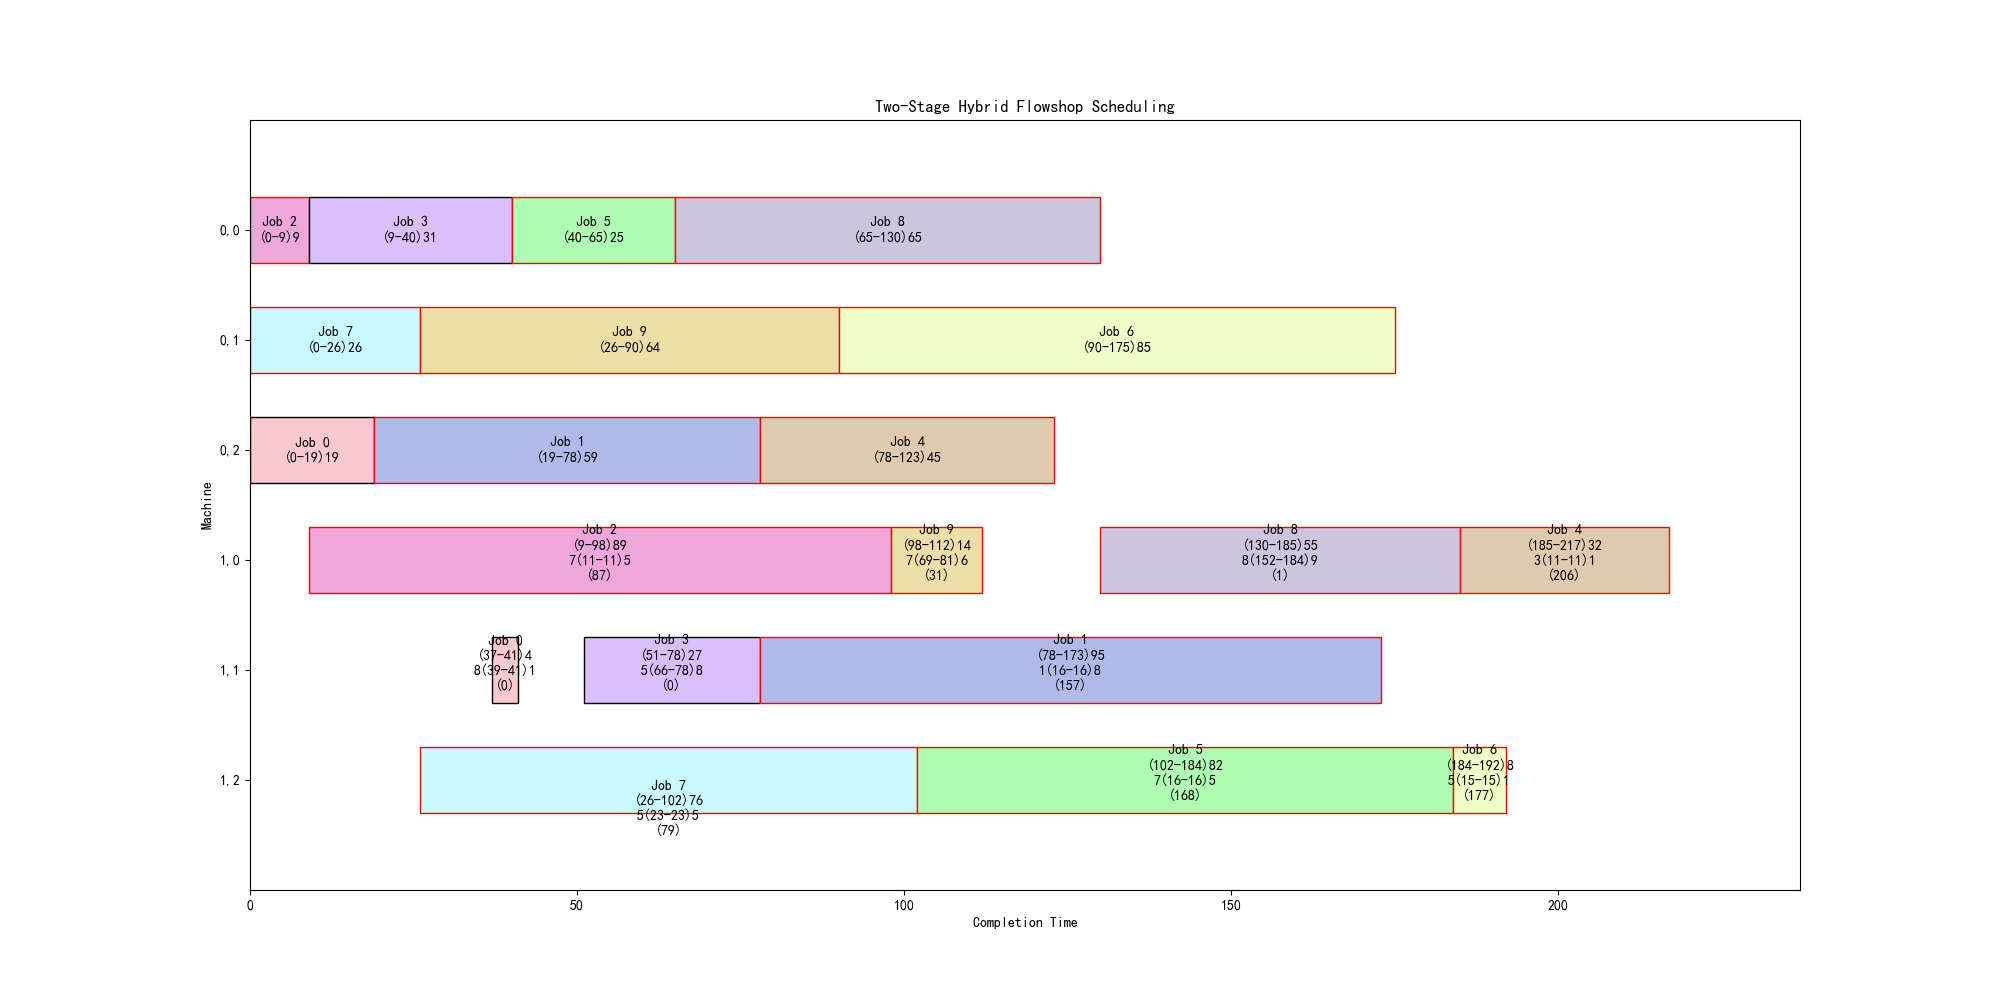 Two-Stage Hybrid Flowshop Scheduling
0,0
Job 2
(0-9)9
Job 3
(9-40)31
Job 5
(40-65)25
Job 8
(65-130)65
0,1
Job 7
(0-26)26
Job 9
(26-90)64
Job 6
(90-175)85
0,2
Job 0
(0-19)19
Job 1
(19-78)59
Job 4
(78-123)45
Machine
1,0
Job 2
(9-98)89
7(11-11)5
(87)
Job 9
(98-112)14
7(69-81)6
(31)
Job 8
(130-185)55
8(152-184)9
(1)
Job 4
(185-217)32
3(11-11)1
(206)
1,1
Job 0
(37-41)4
8(39-41)1
(0)
Job 3
(51-78)27
5(66-78)8
(0)
Job 1
(78-173)95
1(16-16)8
(157)
1,2
Job 7
(26-102)76
5(23-23)5
(79)
Job 5
(102-184)82
7(16-16)5
(168)
Job 6
(184-192)8
5(15-15)1
(177)
0
50
100
150
200
Completion Time